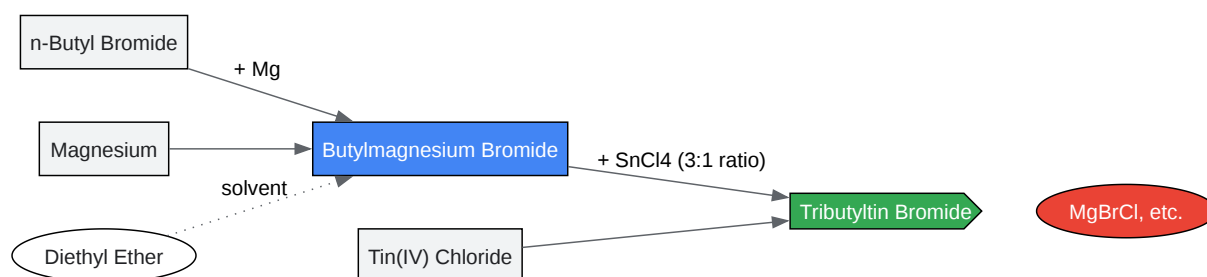 n-Butyl Bromide
+ Mg
Magnesium
Butylmagnesium Bromide
+ SnCl4 (3:1 ratio)
solvent
Tributyltin Bromide
MgBrCl, etc.
Diethyl Ether
Tin(IV) Chloride